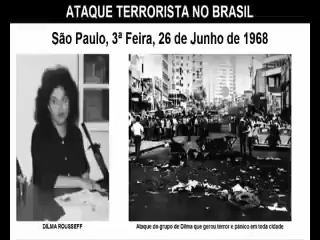 ATAQUE TERRORISTA NO BRASIL
São Paulo, 3ª Feira, 26 de Junho de 1968
DILMA ROUSSEFF
Ataque do grupo de Dilma que gerou terror e pânico em toda cidade